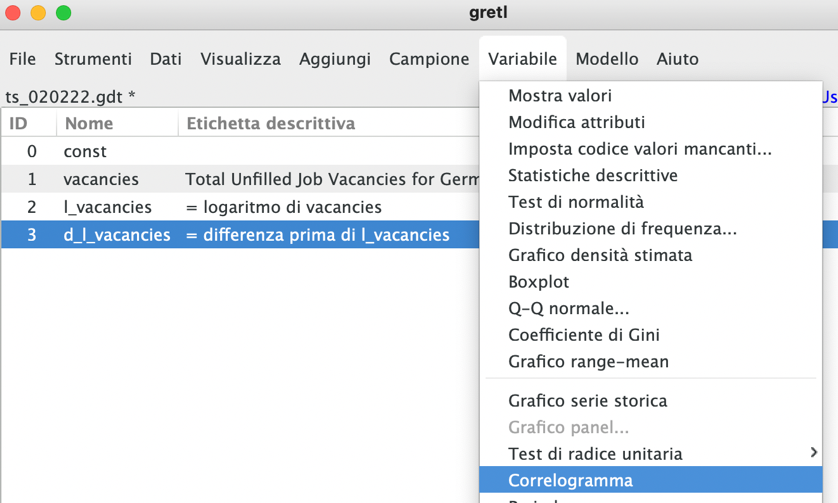 gretl
File Strumenti Dati Visualizza Aggiungi Campione Variabile Modello Aiuto
ts_020222.gdt *
ID Nome Etichetta descrittiva
0 const
1 vacancies Total Unfilled Job Vacancies for Germ
2 l_vacancies = logaritmo di vacancies
3 d_l_vacancies = differenza prima di l_vacancies
Mostra valori
Modifica attributi
Imposta codice valori mancanti...
Statistiche descrittive
Test di normalità
Distribuzione di frequenza...
Grafico densità stimata
Boxplot
Q-Q normale...
Coefficiente di Gini
Grafico range-mean
Grafico serie storica
Grafico panel...
Test di radice unitaria
Correlogramma